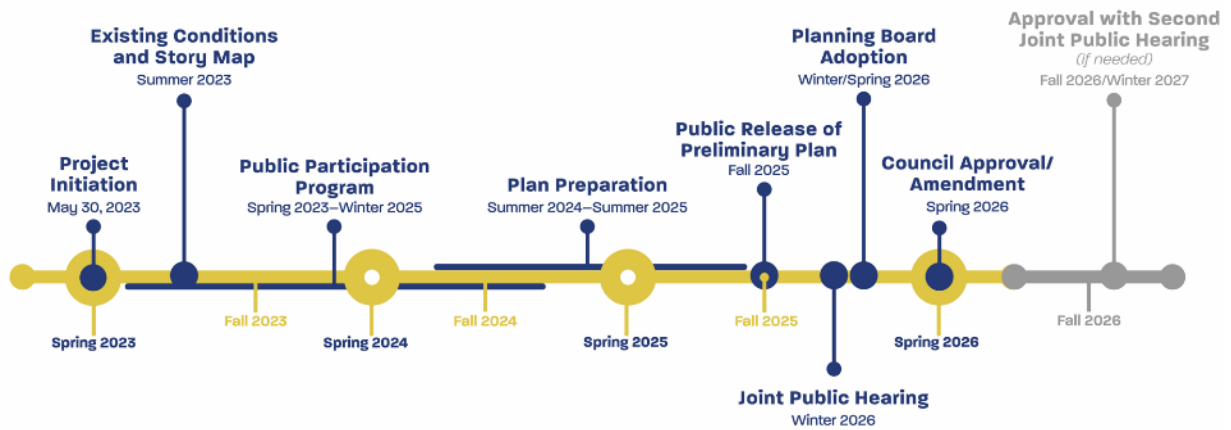 Project
Initiation
May 30, 2023
Existing Conditions
and Story Map
Summer 2023
Public Participation
Program
Spring 2023–Winter 2025
Plan Preparation
Summer 2024–Summer 2025
Public Release of
Preliminary Plan
Fall 2025
Planning Board
Adoption
Winter/Spring 2026
Council Approval/
Amendment
Spring 2026
Approval with Second
Joint Public Hearing
(if needed)
Fall 2026/Winter 2027
Spring 2023
Fall 2023
Spring 2024
Fall 2024
Spring 2025
Fall 2025
Spring 2026
Fall 2026
Joint Public Hearing
Winter 2026